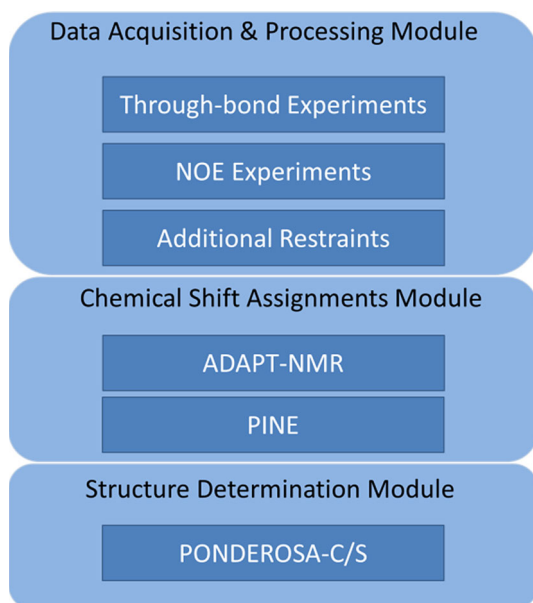 Data Acquisition & Processing Module
Through-bond Experiments
NOE Experiments
Additional Restraints
Chemical Shift Assignments Module
ADAPT-NMR
PINE
Structure Determination Module
PONDEROSA-C/S